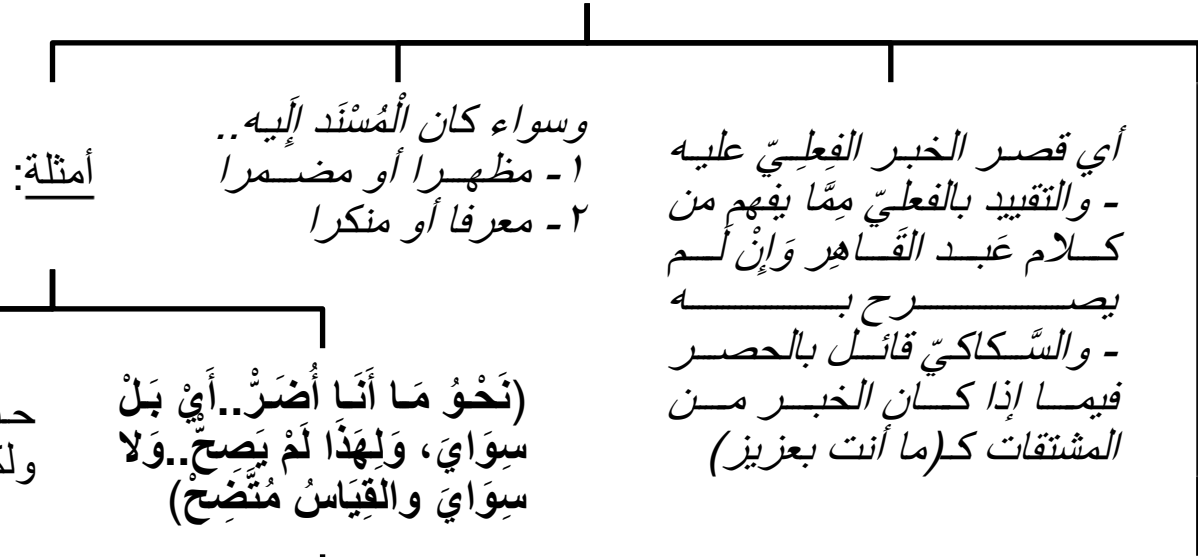 أي قصر الخبر الفِعلِيّ عليه
- والتقييد بالفعليّ مِمَّا يفهم من
كلام عَبد القَاهِر وَإِنْ لَم
يصرح به
- والسَّكاكيّ قائل بالحصر
فيما إذا كان الخبر من
المشتقات كـ(ما أنت بعزيز)
وسواء كان الْمُسْنَد إِلَيه..
١- مظهرا أو مضمرا
٢- معرفا أو منكرا
أمثلة:
(نَحْوُ مَا أَنَا أُضَرّْ..أَيْ بَلْ
سِوَايَ، وَلِهَذَا لَمْ يَصِحّْ..وَلا
سِوَايَ والقِيَاسُ مُتَّضِحْ)